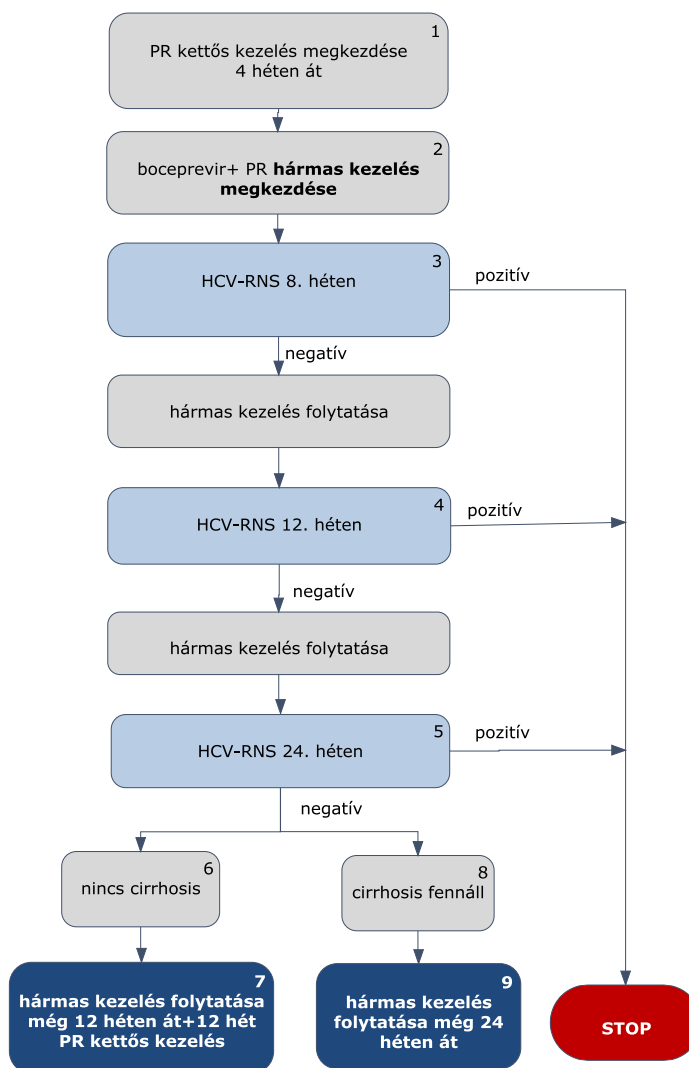 1
PR kettős kezelés megkezdése
4 héten át
2
boceprevir+ PR hármas kezelés
megkezdése
3
HCV-RNS 8. héten
pozitív
negatív
hármas kezelés folytatása
4
HCV-RNS 12. héten
pozitív
negatív
hármas kezelés folytatása
5
HCV-RNS 24. héten
pozitív
negatív
6
nincs cirrhosis
8
cirrhosis fennáll
7
hármas kezelés folytatása
még 12 héten át+12 hét
PR kettős kezelés
9
hármas kezelés
folytatása még 24
héten át
STOP